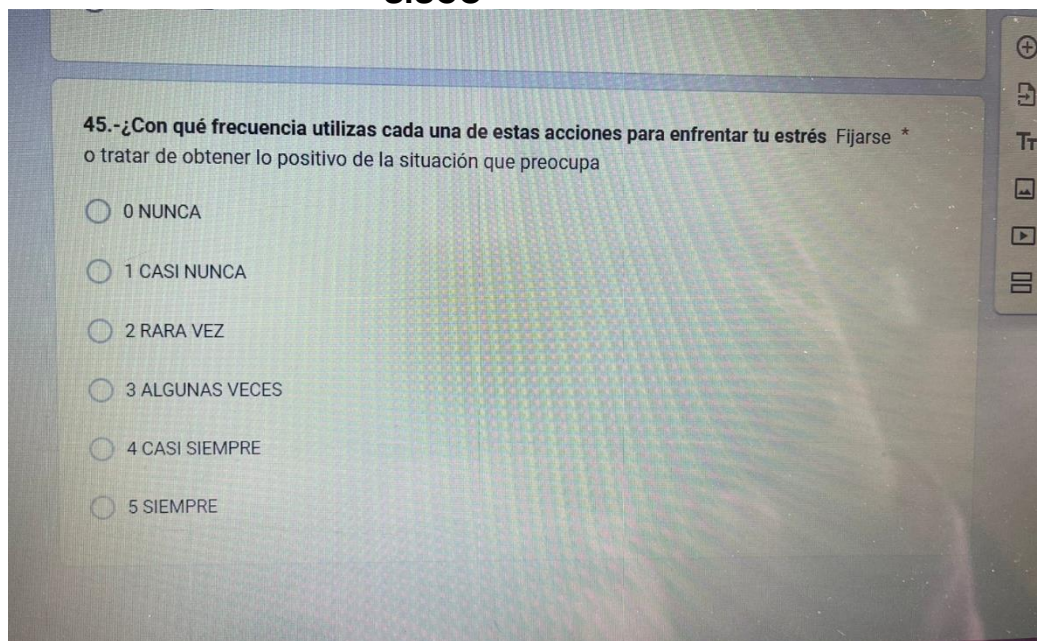 45.-¿Con qué frecuencia utilizas cada una de estas acciones para enfrentar tu estrés Fijarse *
o tratar de obtener lo positivo de la situación que preocupa
0 NUNCA
1 CASI NUNCA
2 RARA VEZ
3 ALGUNAS VECES
4 CASI SIEMPRE
5 SIEMPRE